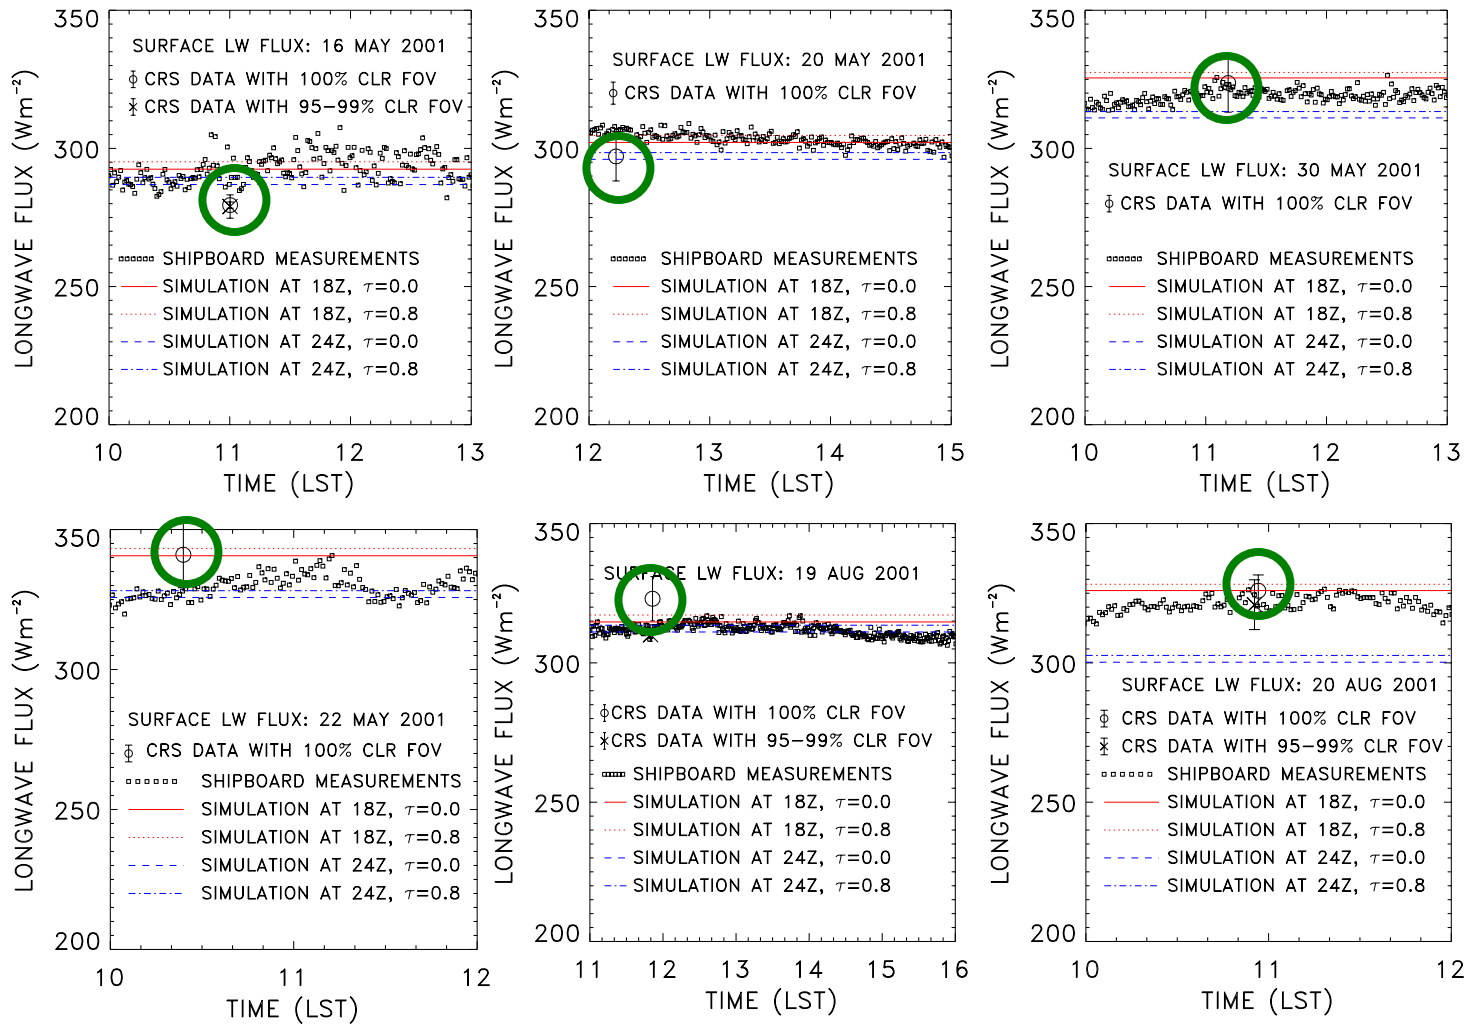 350
SURFACE LW FLUX: 16 MAY 2001
CRS DATA WITH 100% CLR FOV
CRS DATA WITH 95-99% CLR FOV
300
SHIPBOARD MEASUREMENTS
250
SIMULATION AT 18Z, τ=0.0
SIMULATION AT 18Z, τ=0.8
SIMULATION AT 24Z, τ=0.0
SIMULATION AT 24Z, τ=0.8
200
10 11 12 13
TIME (LST)
LONGWAVE FLUX (Wm⁻²)
350
SURFACE LW FLUX: 20 MAY 2001
CRS DATA WITH 100% CLR FOV
300
SHIPBOARD MEASUREMENTS
250
SIMULATION AT 18Z, τ=0.0
SIMULATION AT 18Z, τ=0.8
SIMULATION AT 24Z, τ=0.0
SIMULATION AT 24Z, τ=0.8
200
12 13 14 15
TIME (LST)
LONGWAVE FLUX (Wm⁻²)
350
300
SURFACE LW FLUX: 30 MAY 2001
CRS DATA WITH 100% CLR FOV
SHIPBOARD MEASUREMENTS
250
SIMULATION AT 18Z, τ=0.0
SIMULATION AT 18Z, τ=0.8
SIMULATION AT 24Z, τ=0.0
SIMULATION AT 24Z, τ=0.8
200
10 11 12 13
TIME (LST)
LONGWAVE FLUX (Wm⁻²)
350
300
SURFACE LW FLUX: 22 MAY 2001
CRS DATA WITH 100% CLR FOV
SHIPBOARD MEASUREMENTS
250
SIMULATION AT 18Z, τ=0.0
SIMULATION AT 18Z, τ=0.8
SIMULATION AT 24Z, τ=0.0
SIMULATION AT 24Z, τ=0.8
200
10 11 12
TIME (LST)
LONGWAVE FLUX (Wm⁻²)
350
SURFACE LW FLUX: 19 AUG 2001
300
CRS DATA WITH 100% CLR FOV
CRS DATA WITH 95-99% CLR FOV
SHIPBOARD MEASUREMENTS
250
SIMULATION AT 18Z, τ=0.0
SIMULATION AT 18Z, τ=0.8
SIMULATION AT 24Z, τ=0.0
SIMULATION AT 24Z, τ=0.8
200
11 12 13 14 15 16
TIME (LST)
LONGWAVE FLUX (Wm⁻²)
350
300
SURFACE LW FLUX: 20 AUG 2001
CRS DATA WITH 100% CLR FOV
CRS DATA WITH 95-99% CLR FOV
SHIPBOARD MEASUREMENTS
250
SIMULATION AT 18Z, τ=0.0
SIMULATION AT 18Z, τ=0.8
SIMULATION AT 24Z, τ=0.0
SIMULATION AT 24Z, τ=0.8
200
10 11 12
TIME (LST)
LONGWAVE FLUX (Wm⁻²)